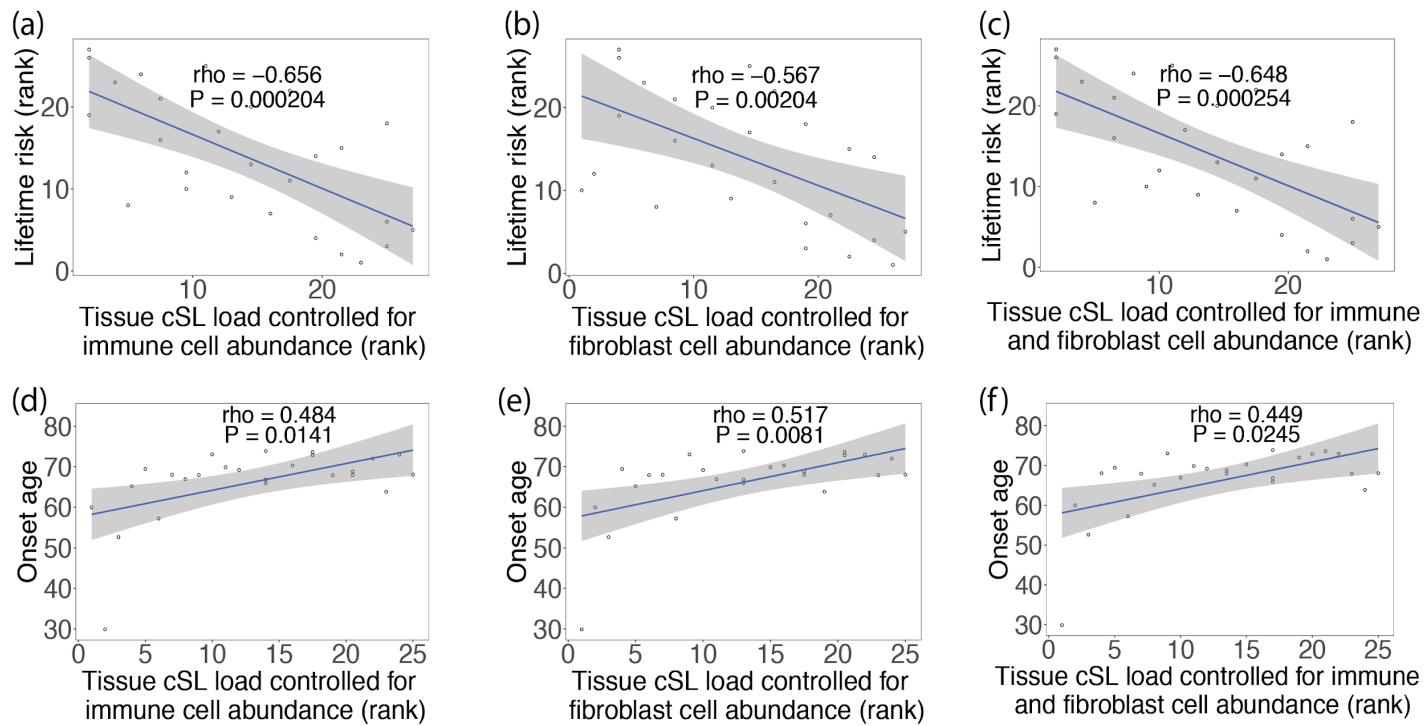 (a)
rho = −0.656
P = 0.000204
Lifetime risk (rank)
20
10
0
10
20
Tissue cSL load controlled for
immune cell abundance (rank)
(b)
rho = −0.567
P = 0.00204
Lifetime risk (rank)
20
10
0
0
10
20
Tissue cSL load controlled for
fibroblast cell abundance (rank)
(c)
rho = −0.648
P = 0.000254
Lifetime risk (rank)
20
10
0
10
20
Tissue cSL load controlled for immune
and fibroblast cell abundance (rank)
(d)
rho = 0.484
P = 0.0141
Onset age
80
70
60
50
40
30
0
5
10
15
20
25
Tissue cSL load controlled for
immune cell abundance (rank)
(e)
rho = 0.517
P = 0.0081
Onset age
80
70
60
50
40
30
0
5
10
15
20
25
Tissue cSL load controlled for
fibroblast cell abundance (rank)
(f)
rho = 0.449
P = 0.0245
Onset age
80
70
60
50
40
30
0
5
10
15
20
25
Tissue cSL load controlled for immune
and fibroblast cell abundance (rank)